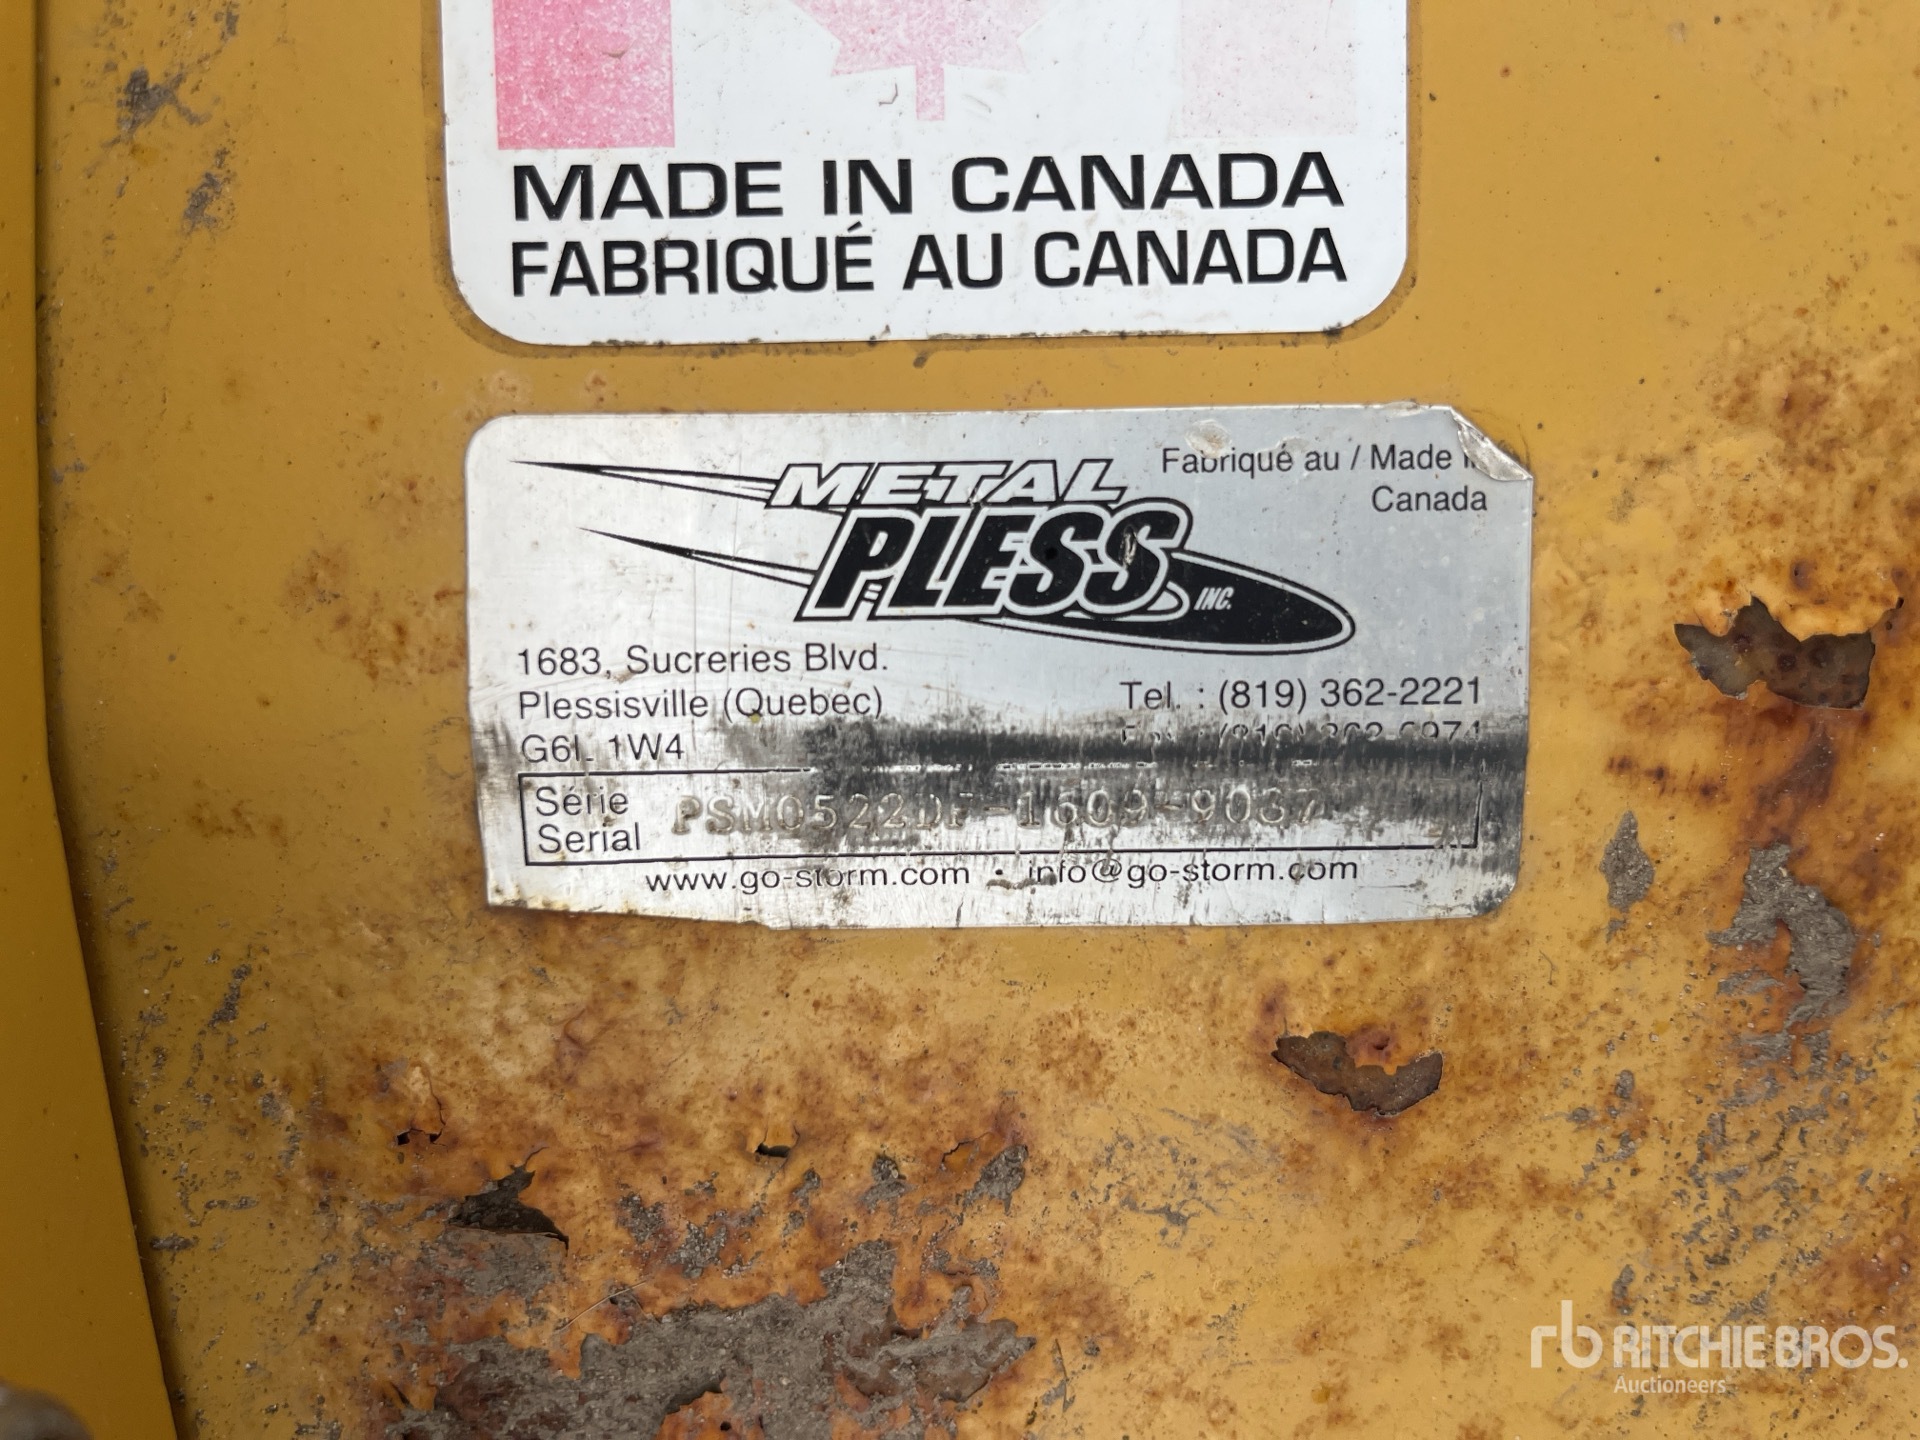 MADE IN CANADA
FABRIQUÉ AU CANADA
METAL
PLESS
INC.
Fabriqué au / Made
Canada
1683, Sucreries Blvd.
Plessisville (Quebec)
G6L 1W4
Tel. : (819) 362-2221
Série
Serial
www.go-storm.com • info@go-storm.com
rb RITCHIE BROS.
Auctioneers